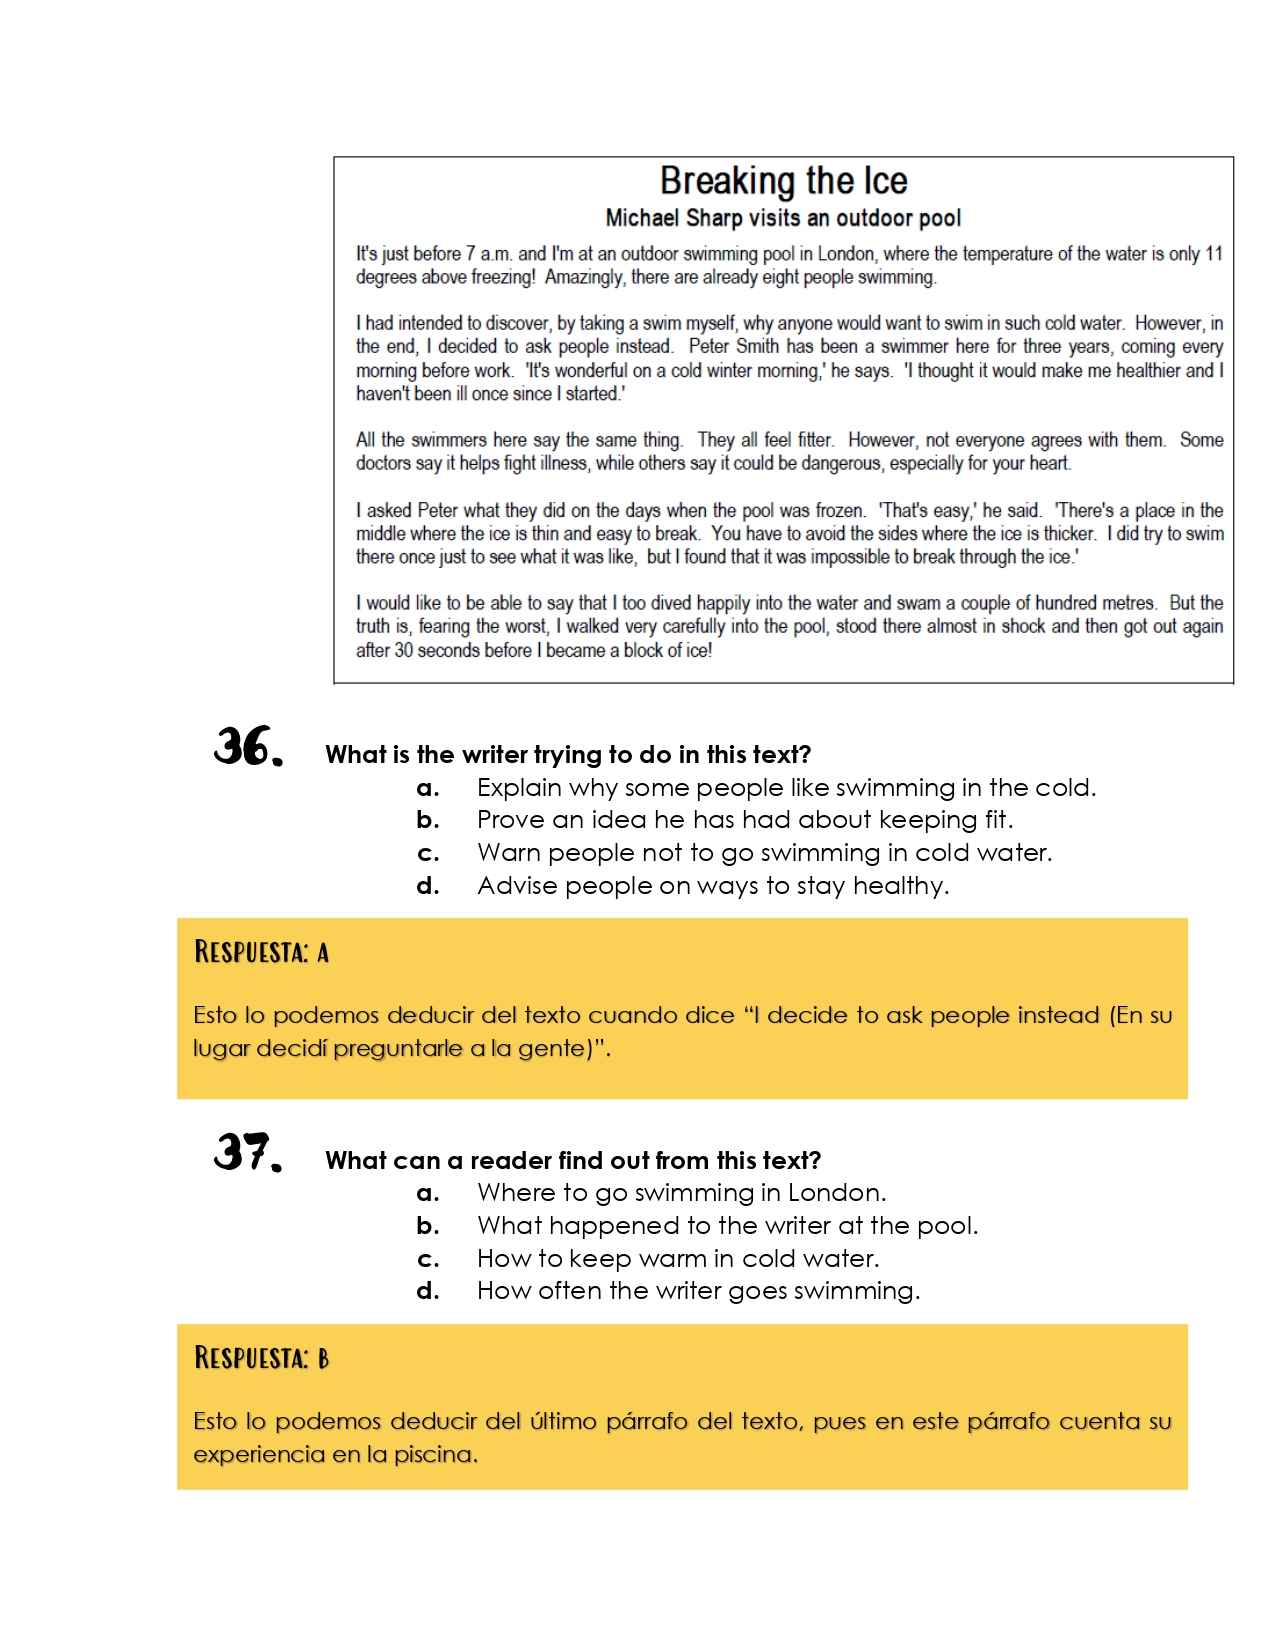 Breaking the Ice
Michael Sharp visits an outdoor pool
It's just before 7 a.m. and I'm at an outdoor swimming pool in London, where the temperature of the water is only 11
degrees above freezing! Amazingly, there are already eight people swimming.
I had intended to discover, by taking a swim myself, why anyone would want to swim in such cold water. However, in
the end, I decided to ask people instead. Peter Smith has been a swimmer here for three years, coming every
morning before work. 'It's wonderful on a cold winter morning,' he says. 'I thought it would make me healthier and I
haven't been ill once since I started.'
All the swimmers here say the same thing. They all feel fitter. However, not everyone agrees with them. Some
doctors say it helps fight illness, while others say it could be dangerous, especially for your heart.
I asked Peter what they did on the days when the pool was frozen. 'That's easy,' he said. 'There's a place in the
middle where the ice is thin and easy to break. You have to avoid the sides where the ice is thicker. I did try to swim
there once just to see what it was like, but I found that it was impossible to break through the ice.'
I would like to be able to say that I too dived happily into the water and swam a couple of hundred metres. But the
truth is, fearing the worst, I walked very carefully into the pool, stood there almost in shock and then got out again
after 30 seconds before I became a block of ice!
36. What is the writer trying to do in this text?
a. Explain why some people like swimming in the cold.
b. Prove an idea he has had about keeping fit.
c. Warn people not to go swimming in cold water.
d. Advise people on ways to stay healthy.
Respuesta: a
Esto lo podemos deducir del texto cuando dice “I decide to ask people instead (En su
lugar decidí preguntarle a la gente)”.
37. What can a reader find out from this text?
a. Where to go swimming in London.
b. What happened to the writer at the pool.
c. How to keep warm in cold water.
d. How often the writer goes swimming.
Respuesta: b
Esto lo podemos deducir del último párrafo del texto, pues en este párrafo cuenta su
experiencia en la piscina.